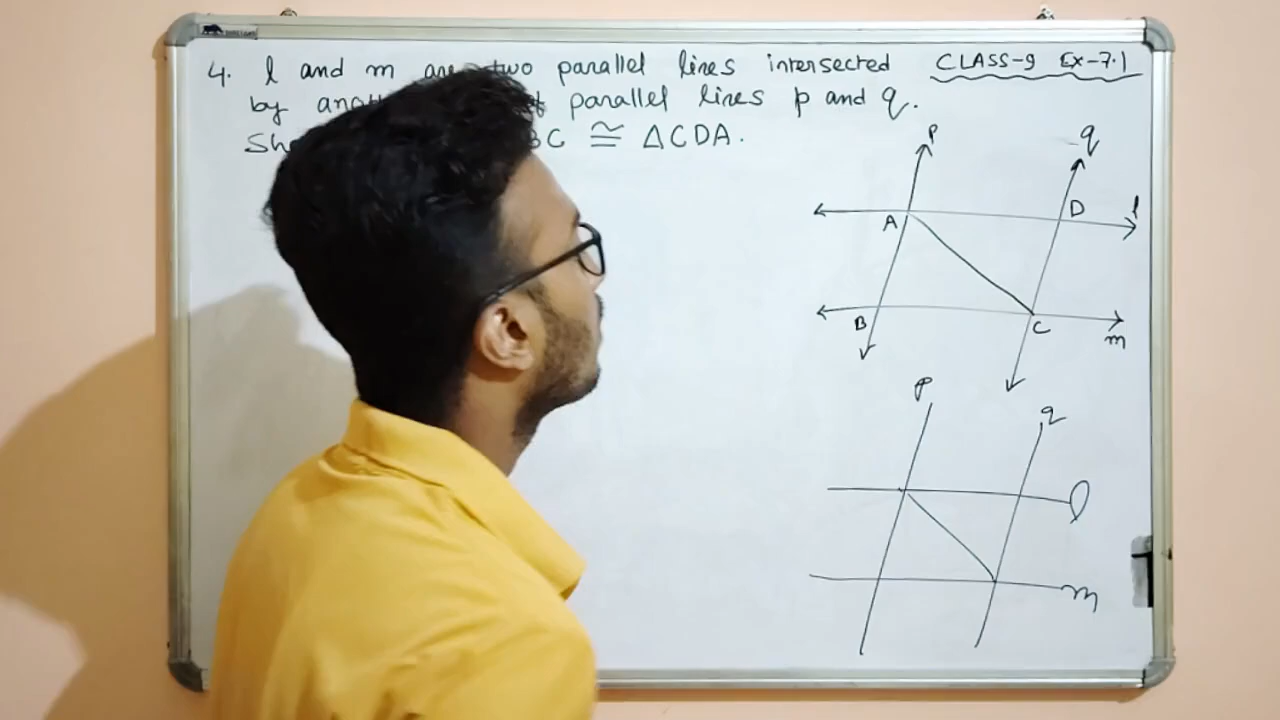 4. l and m are two parallel lines intersected
by parallel lines p and q.
≅ ΔCDA.
CLASS-9 EX-7.1
p
q
A
D
l
B
C
m
p
q
l
m